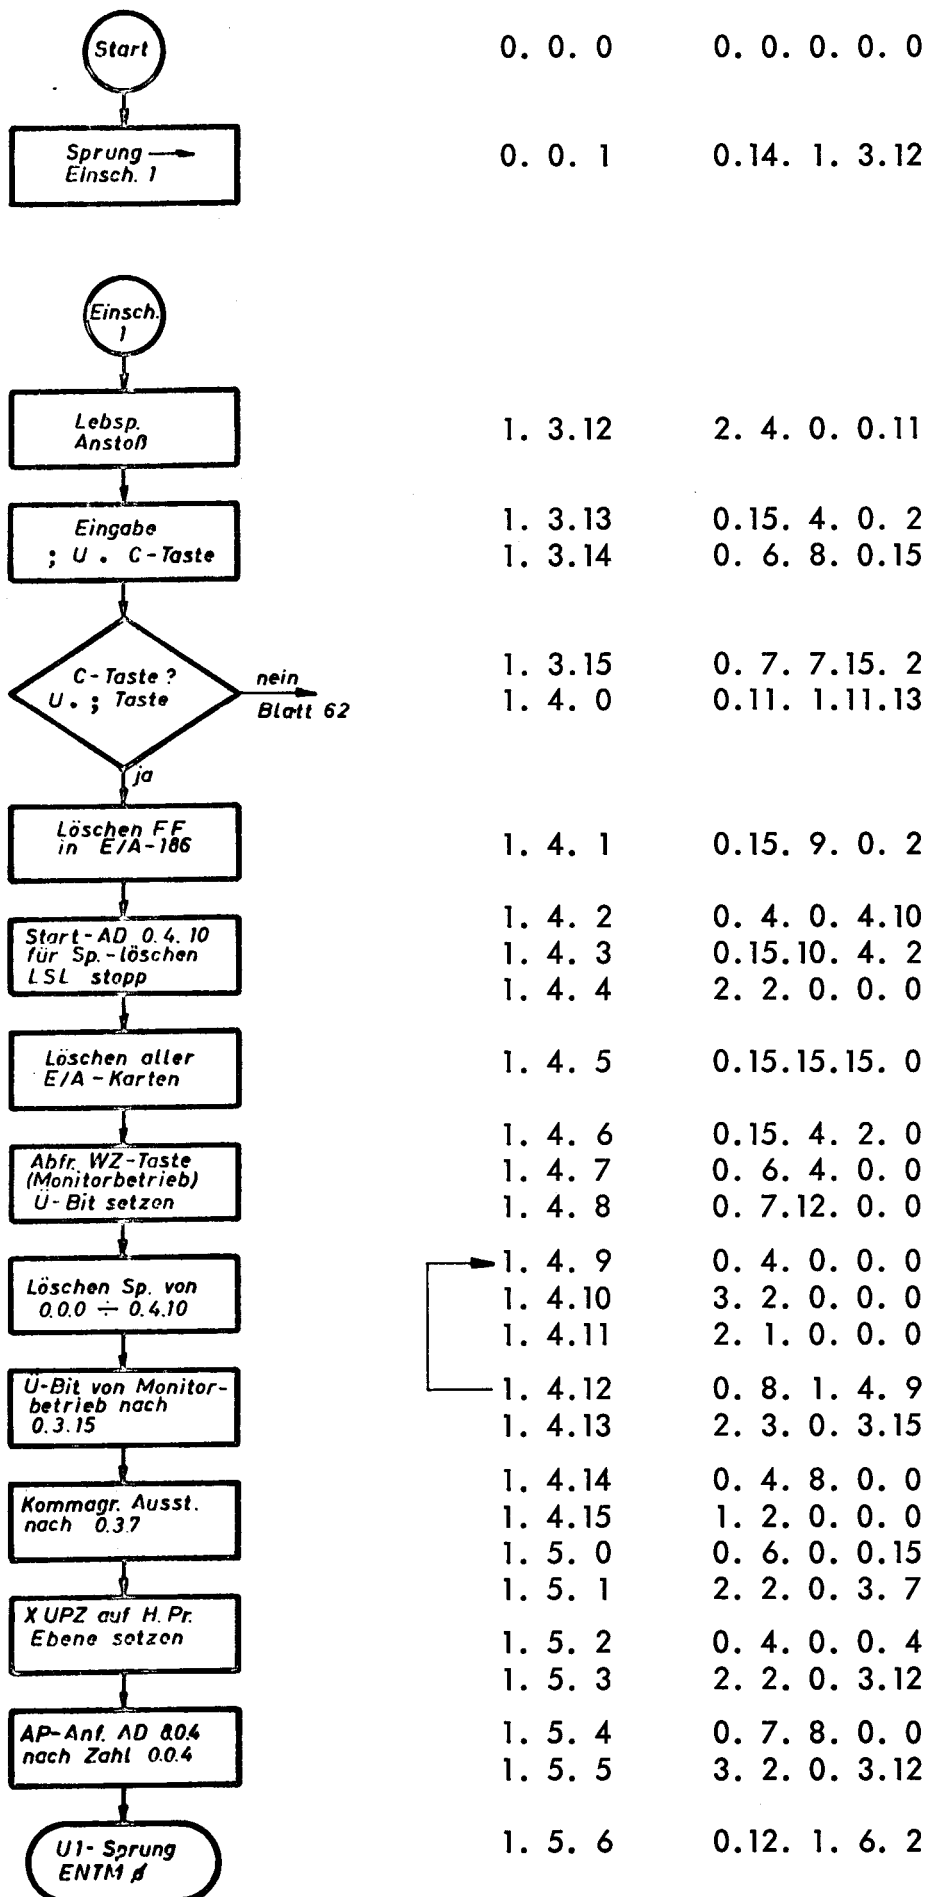 Start 0. 0. 0 0. 0. 0. 0. 0
Sprung → 0. 0. 1 0.14. 1. 3.12
Einsch. 1
Einsch.
1
Lebsp. 1. 3.12 2. 4. 0. 0.11
Anstoß
Eingabe 1. 3.13 0.15. 4. 0. 2
; U . C-Taste 1. 3.14 0. 6. 8. 0.15
C-Taste? 1. 3.15 0. 7. 7.15. 2
U . ; Taste nein 1. 4. 0 0.11. 1.11.13
Blatt 62
ja
Löschen FF 1. 4. 1 0.15. 9. 0. 2
in E/A-186
1. 4. 2 0. 4. 0. 4.10
Start-AD 0.4.10 1. 4. 3 0.15.10. 4. 2
für Sp.-löschen 1. 4. 4 2. 2. 0. 0. 0
LSL stopp
Löschen aller 1. 4. 5 0.15.15.15. 0
E/A-Karten
1. 4. 6 0.15. 4. 2. 0
Abfr. WZ-Taste 1. 4. 7 0. 6. 4. 0. 0
(Monitorbetrieb) 1. 4. 8 0. 7.12. 0. 0
Ü-Bit setzen
1. 4. 9 0. 4. 0. 0. 0
Löschen Sp. von 1. 4.10 3. 2. 0. 0. 0
0.0.0 ÷ 0.4.10 1. 4.11 2. 1. 0. 0. 0
Ü-Bit von Monitor- 1. 4.12 0. 8. 1. 4. 9
betrieb nach 1. 4.13 2. 3. 0. 3.15
0.3.15
1. 4.14 0. 4. 8. 0. 0
Kommagr. Ausst. 1. 4.15 1. 2. 0. 0. 0
nach 0.3.7 1. 5. 0 0. 6. 0. 0.15
1. 5. 1 2. 2. 0. 3. 7
X UPZ auf H. Pr. 1. 5. 2 0. 4. 0. 0. 4
Ebene setzen 1. 5. 3 2. 2. 0. 3.12
AP-Anf. AD 8.0.4 1. 5. 4 0. 7. 8. 0. 0
nach Zahl 0.0.4 1. 5. 5 3. 2. 0. 3.12
U1-Sprung 1. 5. 6 0.12. 1. 6. 2
ENTM ø